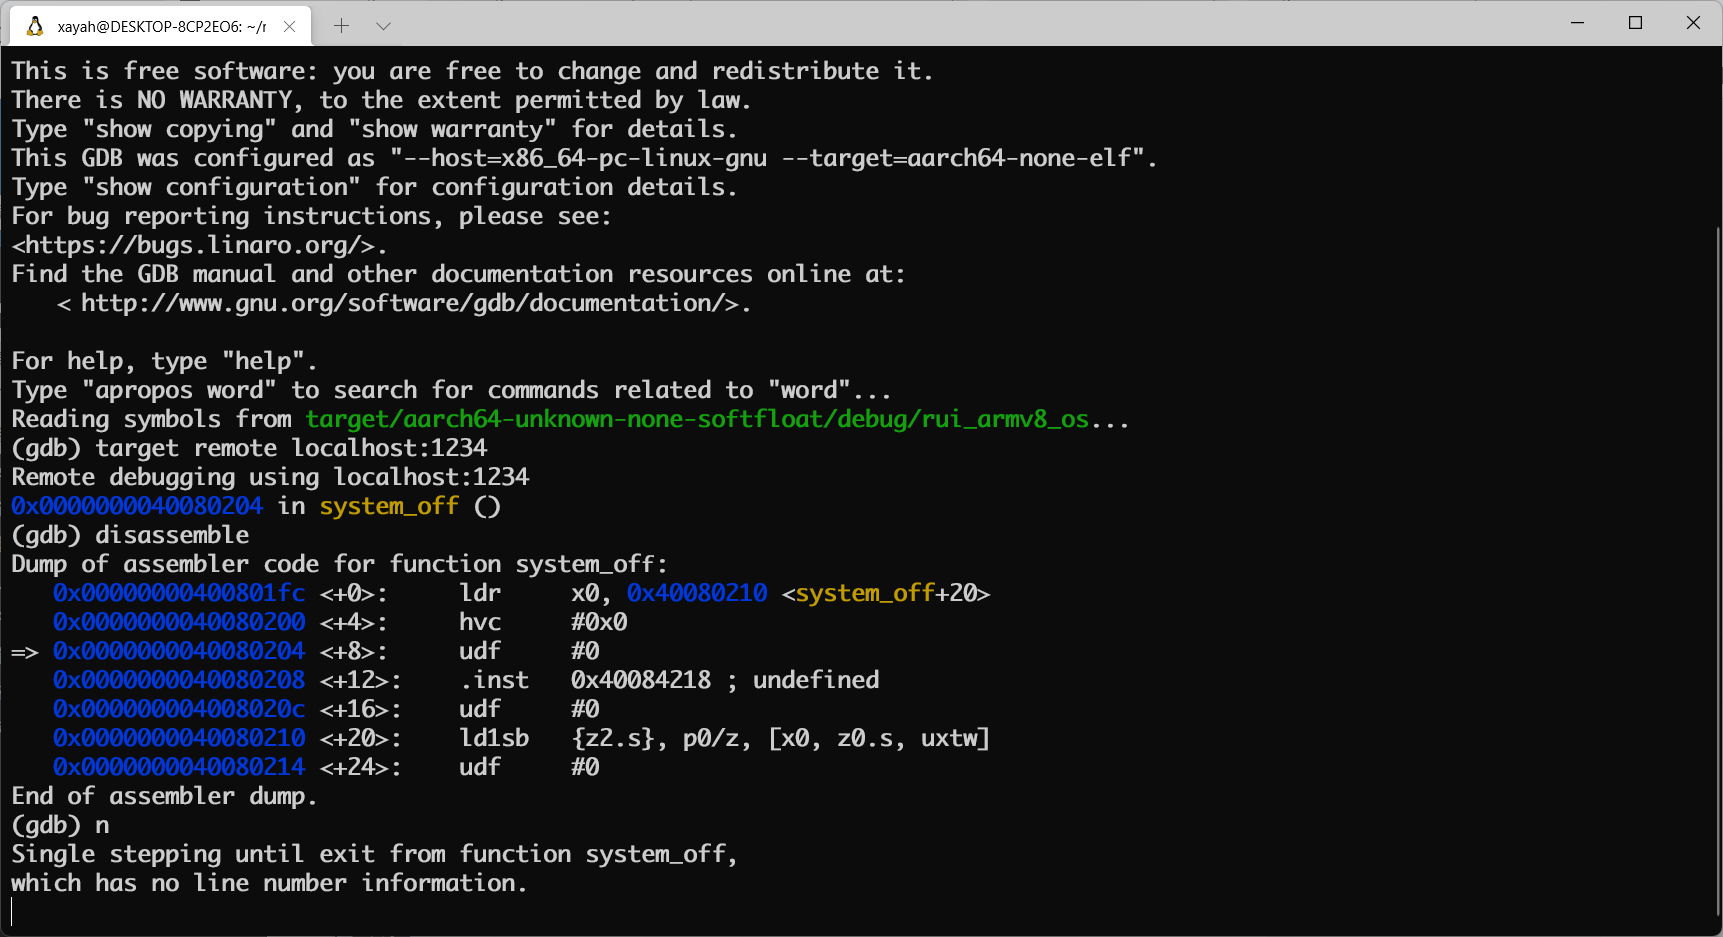 xayah@DESKTOP-8CP2EO6: ~/r
This is free software: you are free to change and redistribute it.
There is NO WARRANTY, to the extent permitted by law.
Type "show copying" and "show warranty" for details.
This GDB was configured as "--host=x86_64-pc-linux-gnu --target=aarch64-none-elf".
Type "show configuration" for configuration details.
For bug reporting instructions, please see:
<https://bugs.linaro.org/>.
Find the GDB manual and other documentation resources online at:
    <http://www.gnu.org/software/gdb/documentation/>.

For help, type "help".
Type "apropos word" to search for commands related to "word"...
Reading symbols from target/aarch64-unknown-none-softfloat/debug/rui_armv8_os...
(gdb) target remote localhost:1234
Remote debugging using localhost:1234
0x0000000040080204 in system_off ()
(gdb) disassemble
Dump of assembler code for function system_off:
   0x00000000400801fc <+0>:     ldr     x0, 0x40080210 <system_off+20>
   0x0000000040080200 <+4>:     hvc     #0x0
=> 0x0000000040080204 <+8>:     udf     #0
   0x0000000040080208 <+12>:    .inst   0x40084218 ; undefined
   0x000000004008020c <+16>:    udf     #0
   0x0000000040080210 <+20>:    ld1sb   {z2.s}, p0/z, [x0, z0.s, uxtw]
   0x0000000040080214 <+24>:    udf     #0
End of assembler dump.
(gdb) n
Single stepping until exit from function system_off,
which has no line number information.